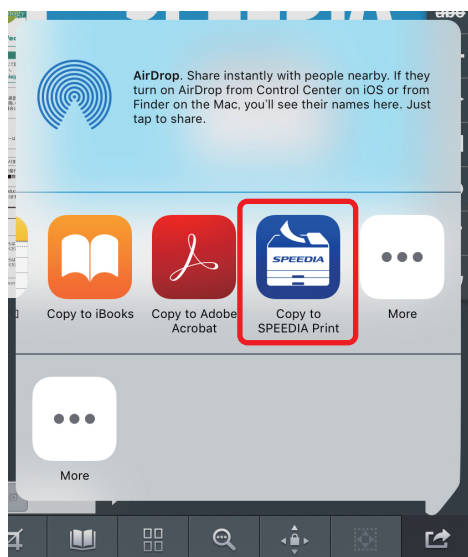 SPEEDIA
abc
AirDrop. Share instantly with people nearby. If they
turn on AirDrop from Control Center on iOS or from
Finder on the Mac, you'll see their names here. Just
tap to share.
SPEEDIA
Copy to iBooks
Copy to Adobe
Acrobat
Copy to
SPEEDIA Print
More
More